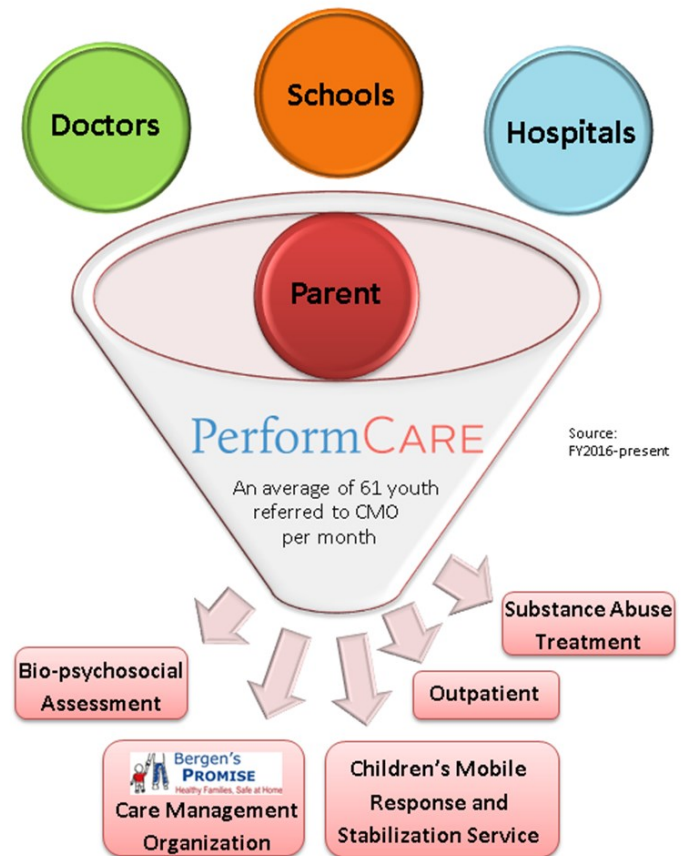 Doctors
Schools
Hospitals
Parent
PerformCARE
An average of 61 youth
referred to CMO
per month
Source:
FY2016-present
Substance Abuse
Treatment
Bio-psychosocial
Assessment
Outpatient
Bergen's
PROMISE
Healthy Families, Safe at Home
Care Management
Organization
Children's Mobile
Response and
Stabilization Service